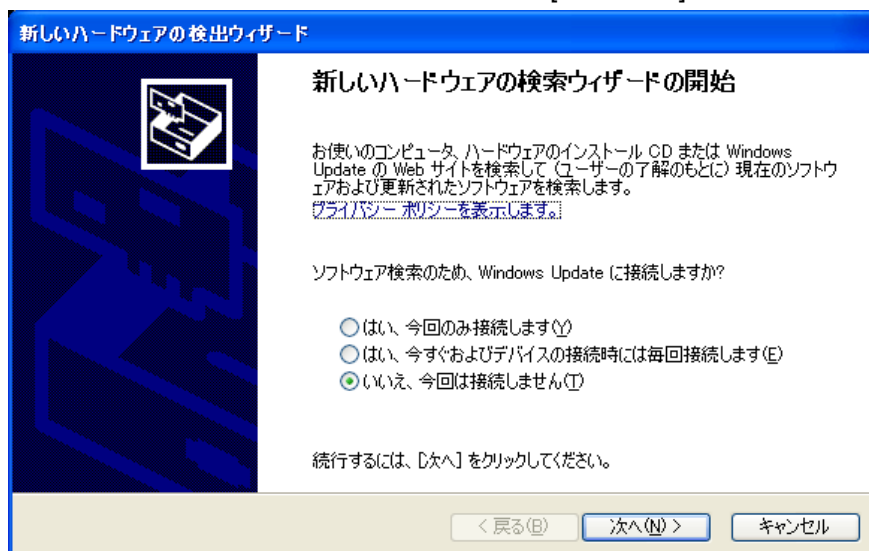 新しいハードウェアの検出ウィザード
新しいハードウェアの検索ウィザードの開始
お使いのコンピュータ、ハードウェアのインストール CD または Windows
Update の Web サイトを検索して (ユーザーの了解のもとに) 現在のソフトウ
ェアおよび更新されたソフトウェアを検索します。
プライバシー ポリシーを表示します。
ソフトウェア検索のため、Windows Update に接続しますか?
はい、今回のみ接続します(Y)
はい、今すぐおよびデバイスの接続時には毎回接続します(E)
いいえ、今回は接続しません(T)
続行するには、[次へ] をクリックしてください。
< 戻る(B) 次へ(N) > キャンセル